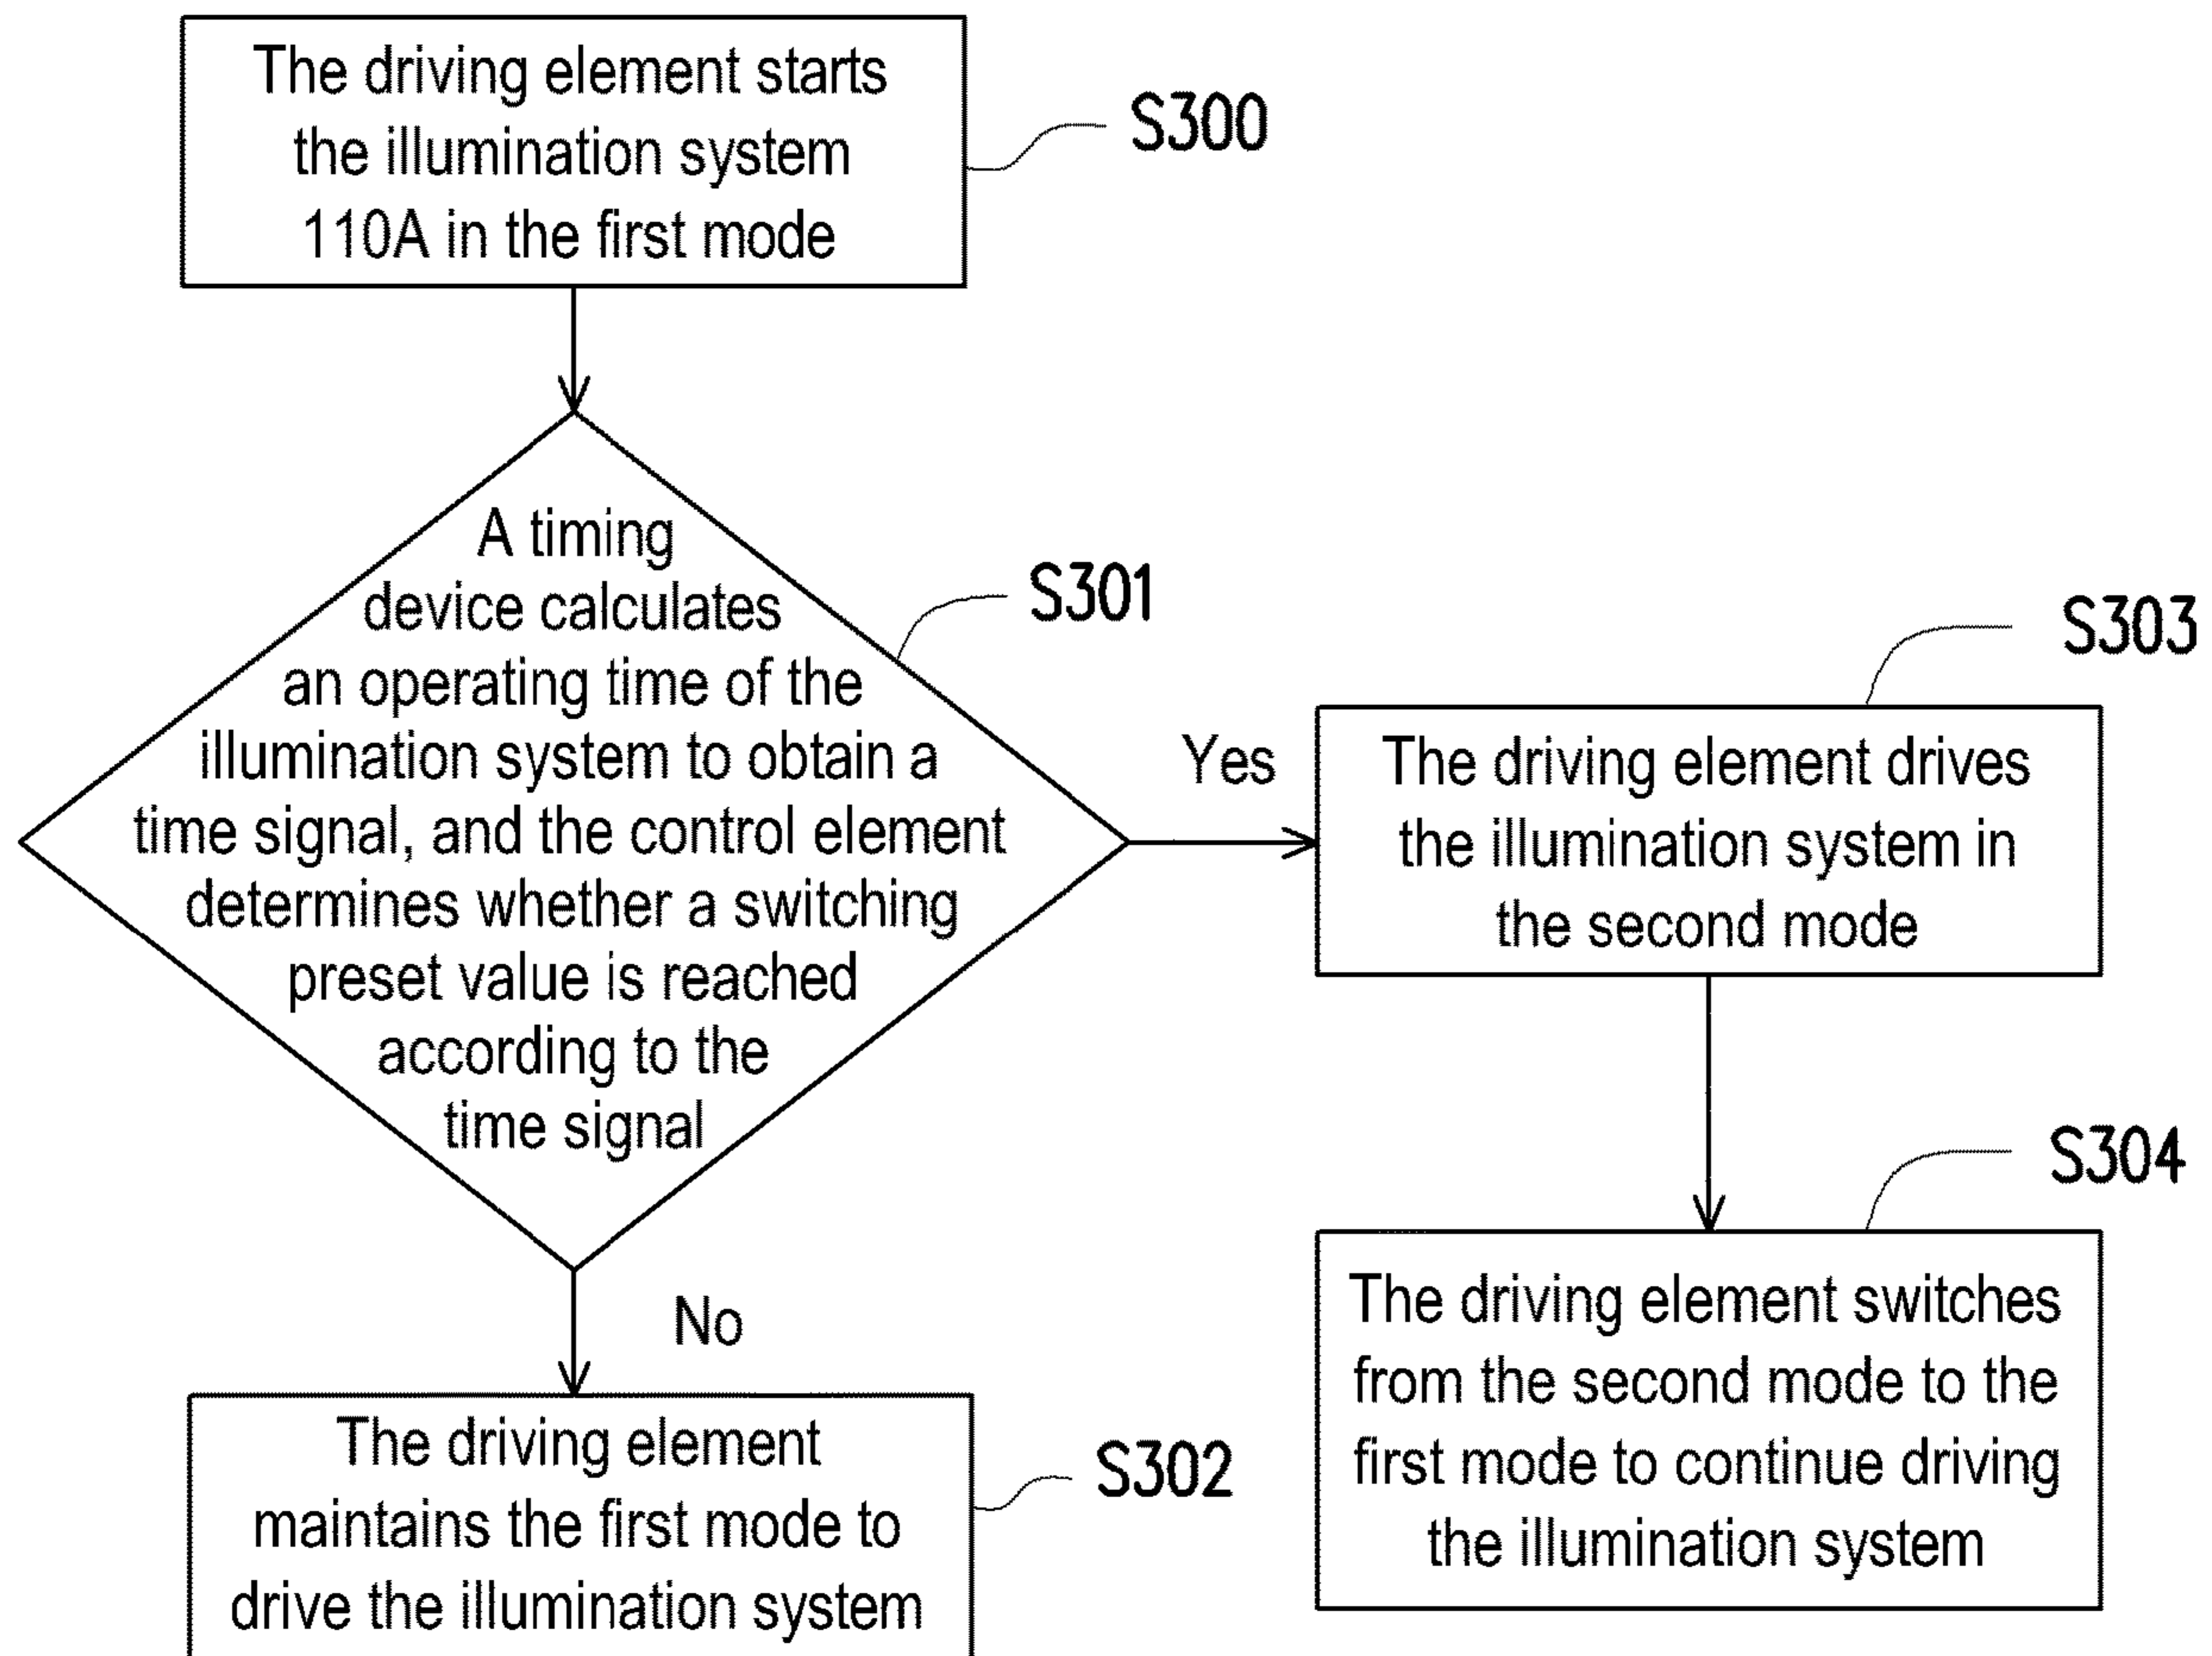 The driving element starts
the illumination system
110A in the first mode
S300
A timing
device calculates
an operating time of the
illumination system to obtain a
time signal, and the control element
determines whether a switching
preset value is reached
according to the
time signal
S301
Yes
No
The driving element
maintains the first mode to
drive the illumination system
S302
S303
The driving element drives
the illumination system in
the second mode
S304
The driving element switches
from the second mode to the
first mode to continue driving
the illumination system